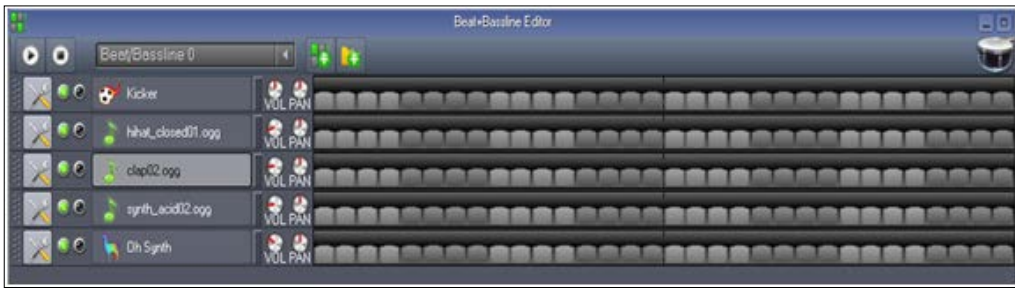 Beat+Bassline Editor
Beat/Bassline 0
Kicker VOL PAN
hihat_closed01.ogg VOL PAN
clap02.ogg VOL PAN
synth_acid02.ogg VOL PAN
Oh Synth VOL PAN